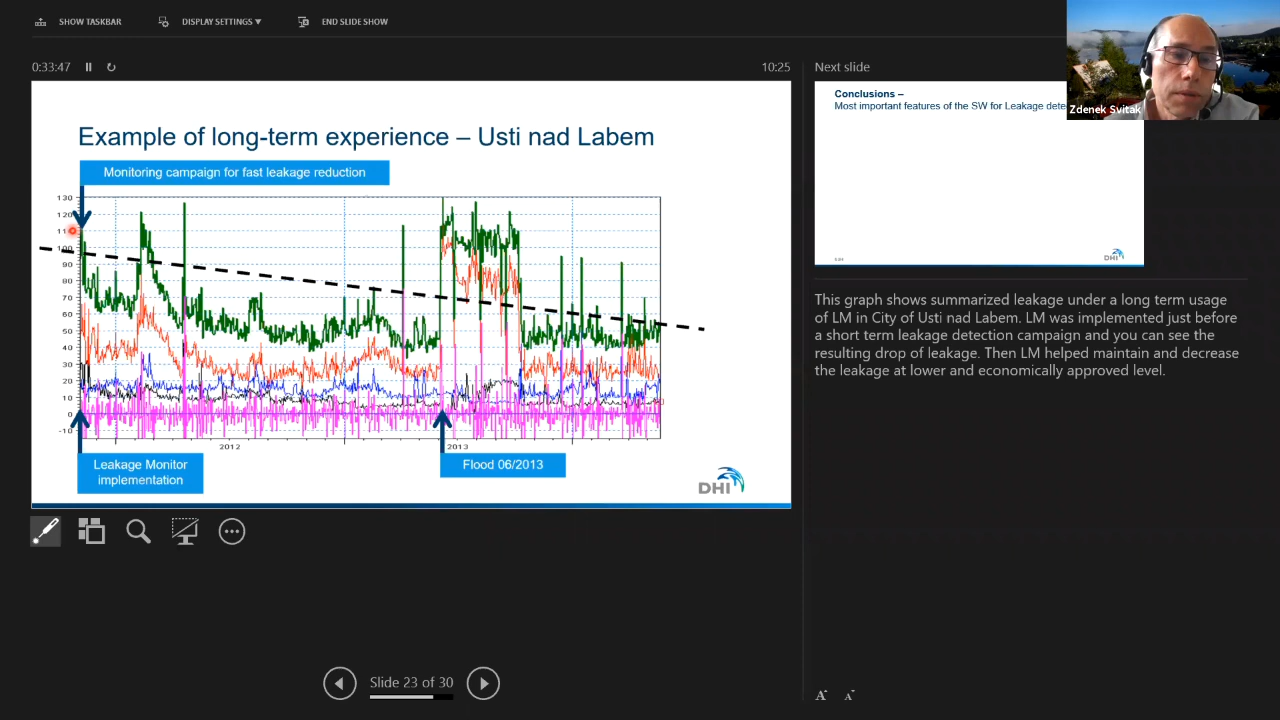 SHOW TASKBAR
DISPLAY SETTINGS ▼
END SLIDE SHOW
0:33:47
10:25
Next slide
Zdenek Svitak
Example of long-term experience – Usti nad Labem
Monitoring campaign for fast leakage reduction
130
120
110
100
90
80
70
60
50
40
30
20
10
0
-10
2012
2013
Leakage Monitor
implementation
Flood 06/2013
DHI
Conclusions –
Most important features of the SW for Leakage dete
DHI
This graph shows summarized leakage under a long term usage
of LM in City of Usti nad Labem. LM was implemented just before
a short term leakage detection campaign and you can see the
resulting drop of leakage. Then LM helped maintain and decrease
the leakage at lower and economically approved level.
Slide 23 of 30
A
A